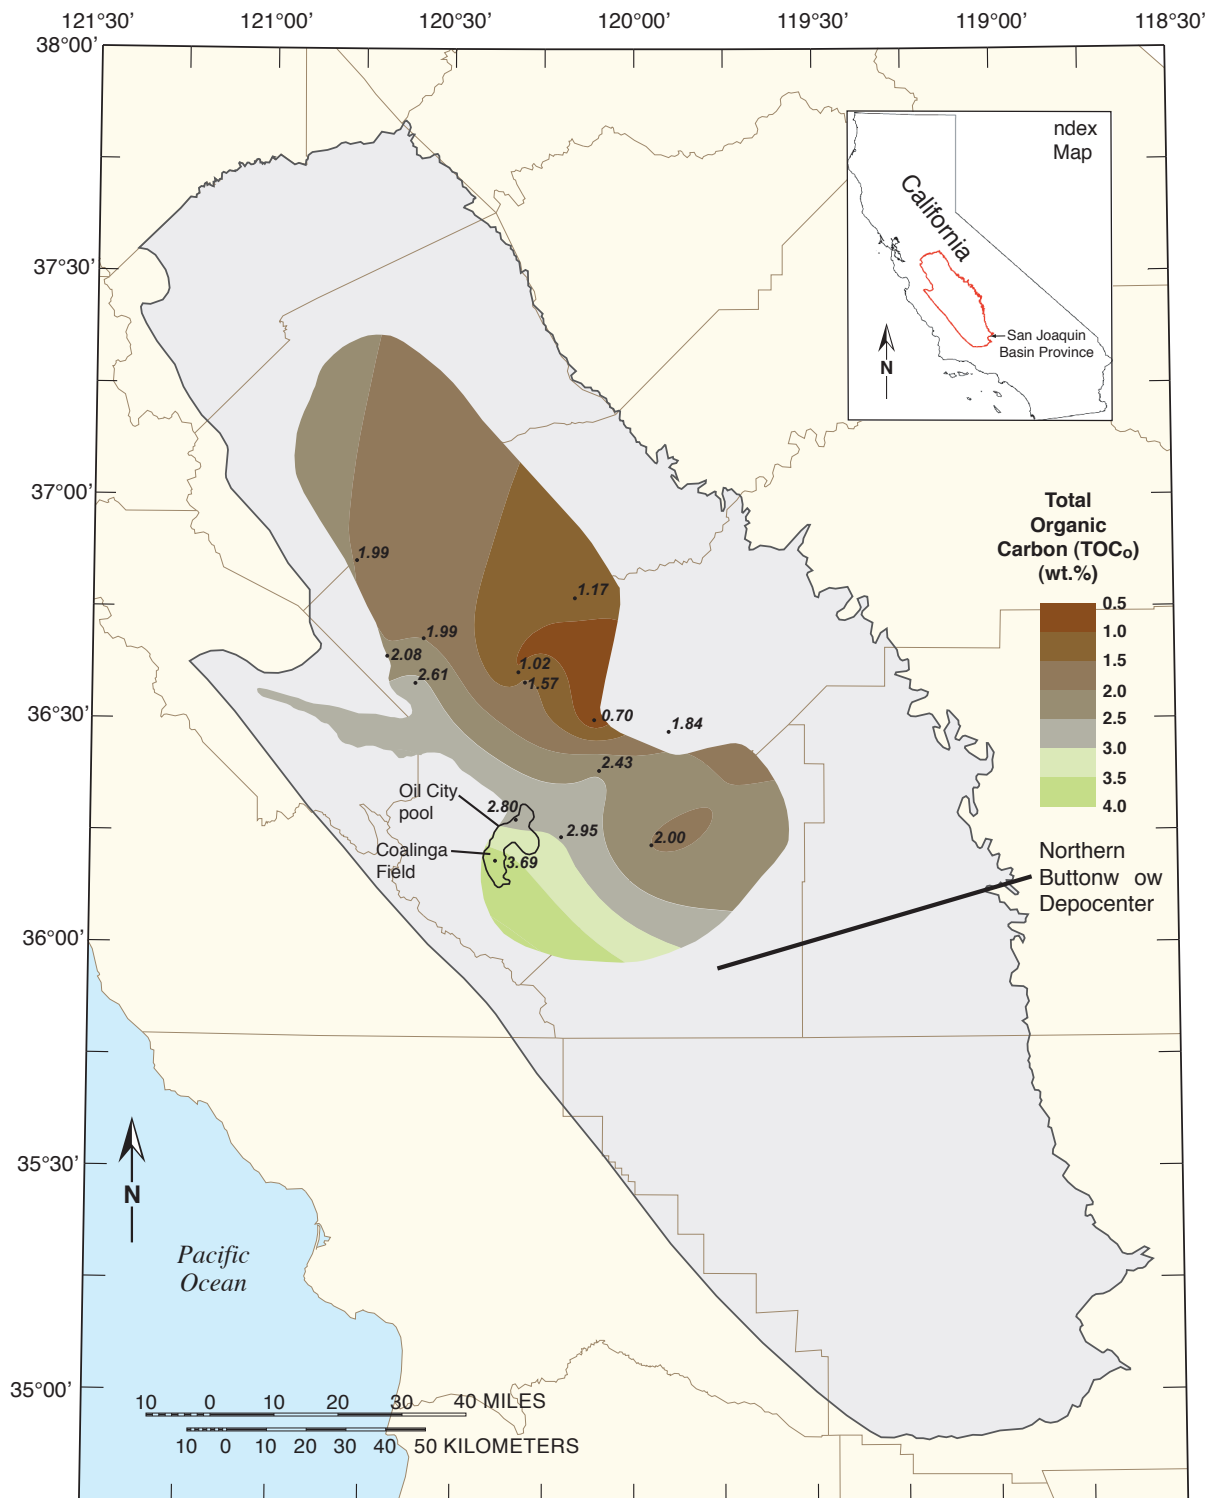 121°30'
121°00'
120°30'
120°00'
119°30'
119°00'
118°30'
38°00'
37°30'
37°00'
36°30'
36°00'
35°30'
35°00'
ndex
Map
California
San Joaquin
Basin Province
N
Total
Organic
Carbon (TOCo)
(wt.%)
0.5
1.0
1.5
2.0
2.5
3.0
3.5
4.0
1.99
1.17
1.99
2.08
1.02
2.61
1.57
0.70
1.84
2.43
Oil City
pool
2.80
2.95
2.00
Coalinga
Field
3.69
Northern
Buttonw ow
Depocenter
N
Pacific
Ocean
10 0 10 20 30 40 MILES
10 0 10 20 30 40 50 KILOMETERS